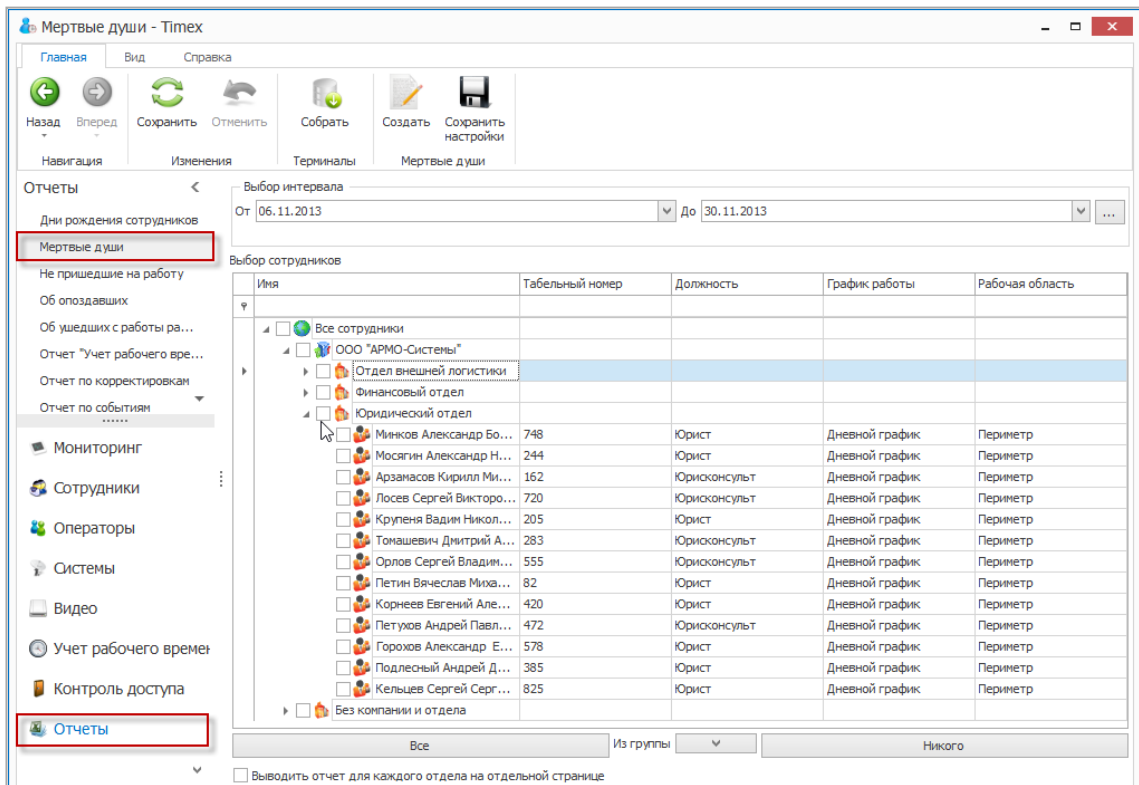 Мертвые души - Timex
Главная Вид Справка
Назад Вперед Сохранить Отменить Собрать Создать Сохранить настройки
Навигация Изменения Терминалы Мертвые души
Отчеты
Дни рождения сотрудников
Мертвые души
Не пришедшие на работу
Об опоздавших
Об ушедших с работы ра...
Отчет "Учет рабочего вре...
Отчет по корректировкам
Отчет по событиям
Мониторинг
Сотрудники
Операторы
Системы
Видео
Учет рабочего времен
Контроль доступа
Отчеты
Выбор интервала
От 06.11.2013 До 30.11.2013 ...
Выбор сотрудников
Имя Табельный номер Должность График работы Рабочая область
Все сотрудники
ООО "АРМО-Системы"
Отдел внешней логистики
Финансовый отдел
Юридический отдел
Минков Александр Бо... 748 Юрист Дневной график Периметр
Мосягин Александр Н... 244 Юрист Дневной график Периметр
Арзамасов Кирилл Ми... 162 Юрисконсульт Дневной график Периметр
Лосев Сергей Викторо... 720 Юрисконсульт Дневной график Периметр
Крупеня Вадим Никол... 205 Юрист Дневной график Периметр
Томашевич Дмитрий А... 283 Юрисконсульт Дневной график Периметр
Орлов Сергей Владим... 555 Юрисконсульт Дневной график Периметр
Петин Вячеслав Миха... 82 Юрист Дневной график Периметр
Корнеев Евгений Але... 420 Юрист Дневной график Периметр
Петухов Андрей Павл... 472 Юрисконсульт Дневной график Периметр
Горохов Александр Е... 578 Юрист Дневной график Периметр
Подлесный Андрей Д... 385 Юрист Дневной график Периметр
Кельцев Сергей Серг... 825 Юрист Дневной график Периметр
Без компании и отдела
Все Из группы Никого
Выводить отчет для каждого отдела на отдельной странице